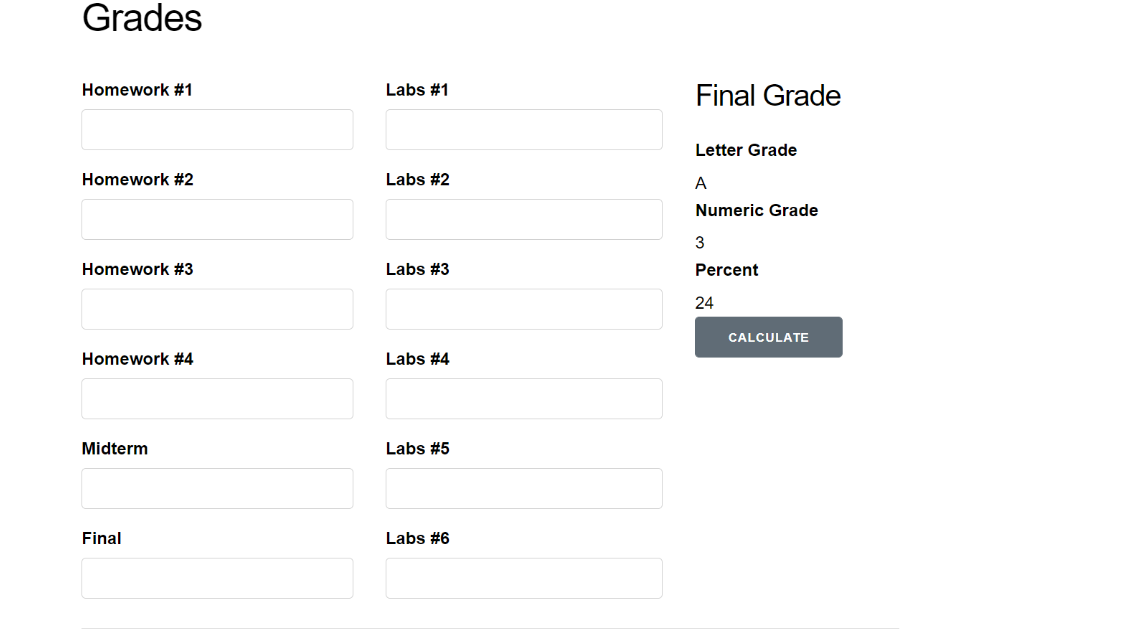 Grades
Homework #1
Homework #2
Homework #3
Homework #4
Midterm
Final
Labs #1
Labs #2
Labs #3
Labs #4
Labs #5
Labs #6
Final Grade
Letter Grade
A
Numeric Grade
3
Percent
24
CALCULATE